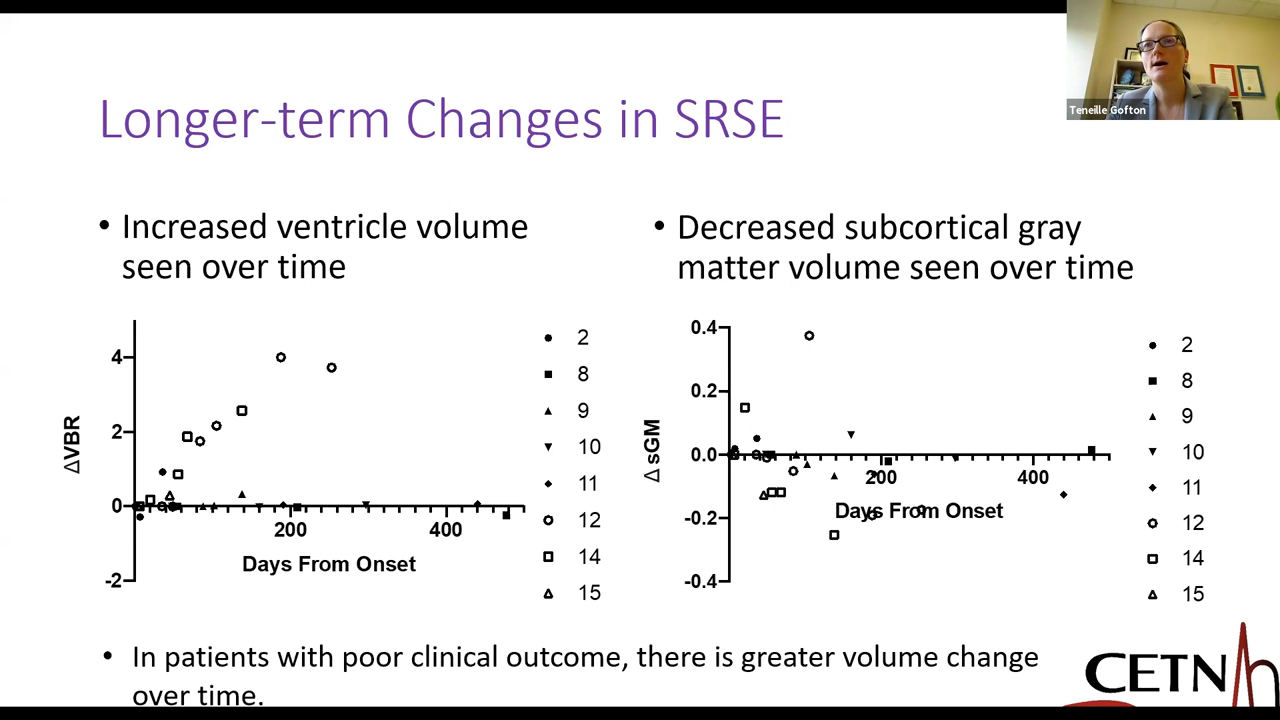 Teneille Gofton
Longer-term Changes in SRSE
• Increased ventricle volume
seen over time
4
2
0
-2
ΔVBR
200
400
Days From Onset
2
8
9
10
11
12
14
15
• Decreased subcortical gray
matter volume seen over time
0.4
0.2
0.0
-0.2
-0.4
Δ sGM
200
400
Days From Onset
2
8
9
10
11
12
14
15
• In patients with poor clinical outcome, there is greater volume change
over time.
CETN